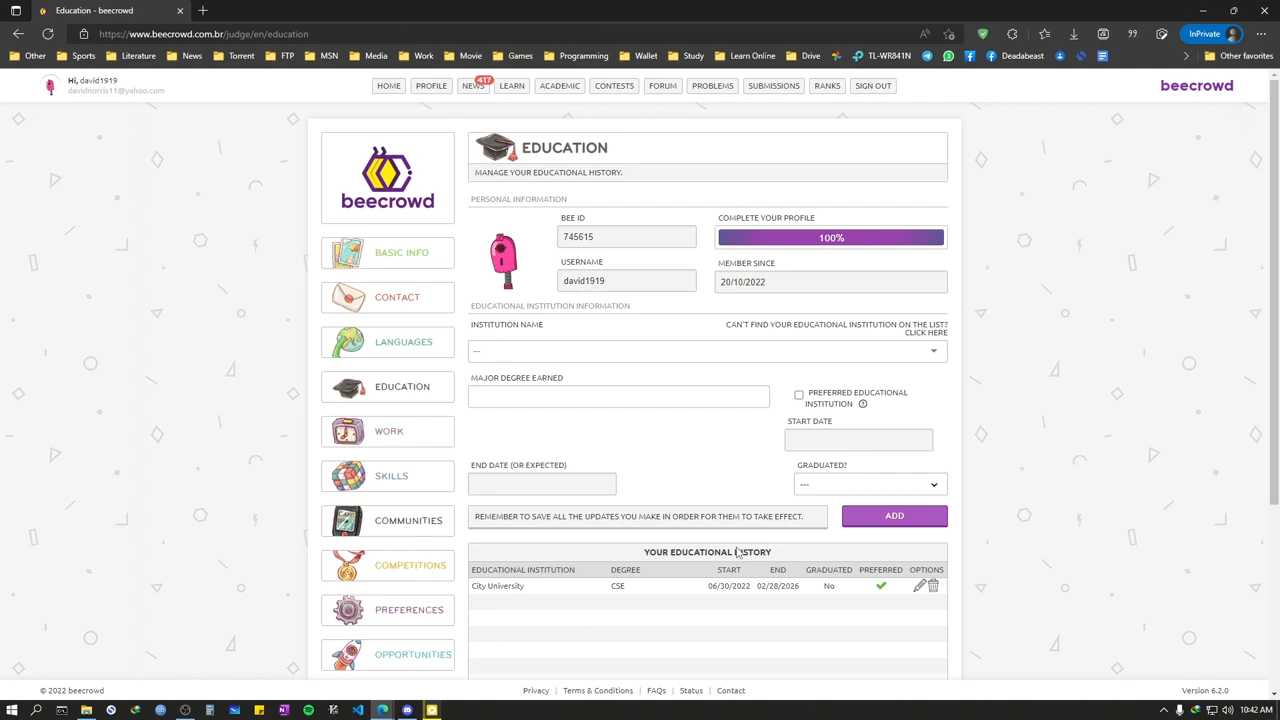 Education - beecrowd
https://www.beecrowd.com.br/judge/en/education
InPrivate
Other
Sports
Literature
News
Torrent
FTP
MSN
Media
Work
Movie
Games
Programming
Wallet
Study
Learn Online
Drive
TL-WR841N
Deadabeast
Other favorites
Hi, david1919
davidnorris11@yahoo.com
HOME
PROFILE
NEWS
417
LEARN
ACADEMIC
CONTESTS
FORUM
PROBLEMS
SUBMISSIONS
RANKS
SIGN OUT
beecrowd
beecrowd
BASIC INFO
CONTACT
LANGUAGES
EDUCATION
WORK
SKILLS
COMMUNITIES
COMPETITIONS
PREFERENCES
OPPORTUNITIES
EDUCATION
MANAGE YOUR EDUCATIONAL HISTORY.
PERSONAL INFORMATION
BEE ID
745615
COMPLETE YOUR PROFILE
100%
USERNAME
david1919
MEMBER SINCE
20/10/2022
EDUCATIONAL INSTITUTION INFORMATION
INSTITUTION NAME
CAN'T FIND YOUR EDUCATIONAL INSTITUTION ON THE LIST?
CLICK HERE
---
MAJOR DEGREE EARNED
PREFERRED EDUCATIONAL
INSTITUTION
START DATE
END DATE (OR EXPECTED)
GRADUATED?
---
REMEMBER TO SAVE ALL THE UPDATES YOU MAKE IN ORDER FOR THEM TO TAKE EFFECT.
ADD
YOUR EDUCATIONAL HISTORY
EDUCATIONAL INSTITUTION DEGREE START END GRADUATED PREFERRED OPTIONS
City University CSE 06/30/2022 02/28/2026 No
© 2022 beecrowd
Privacy | Terms & Conditions | FAQs | Status | Contact
Version 6.2.0
10:42 AM